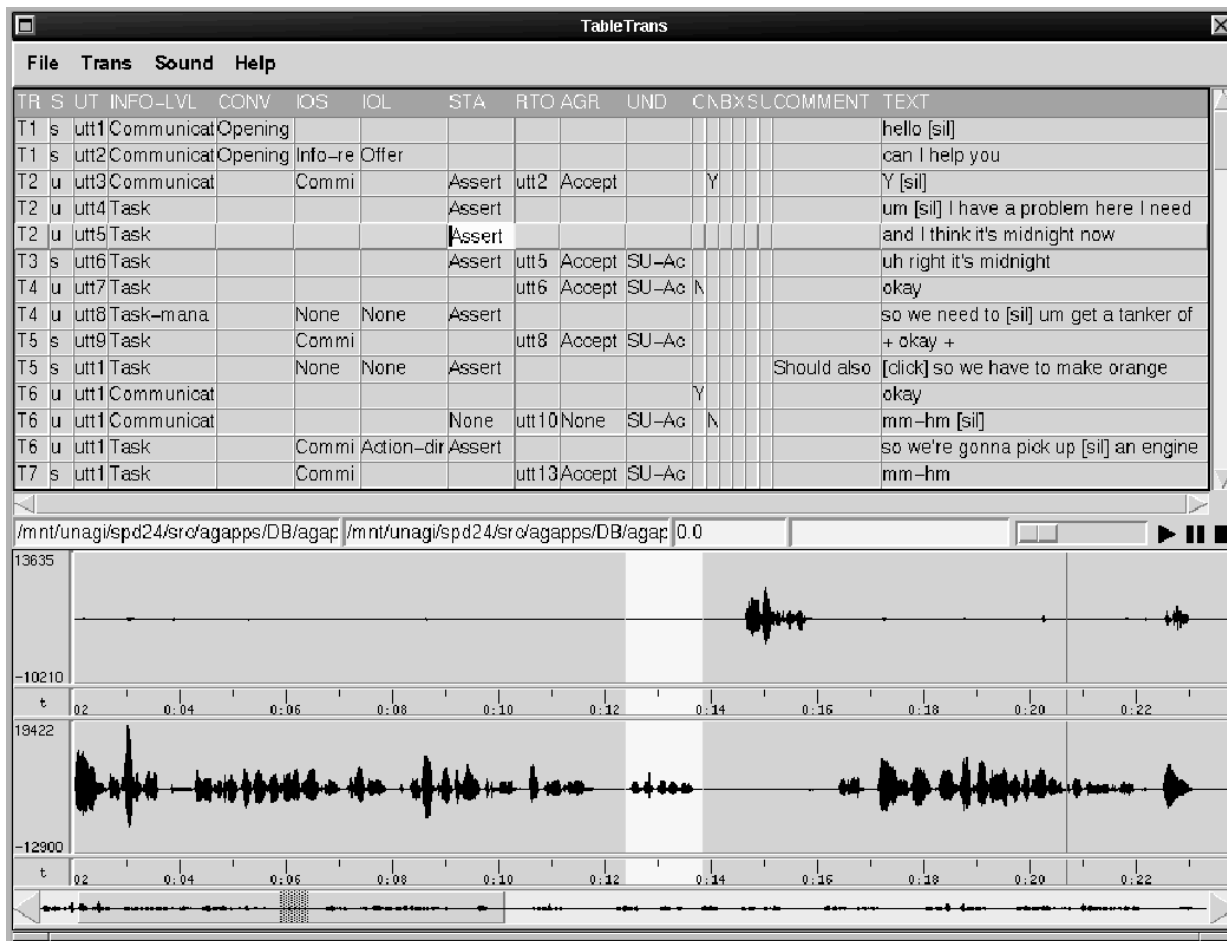 TableTrans
File Trans Sound Help
TR S UT INFO-LVL CONV IOS IOL STA RTO AGR UND CNBXSUCOMMENT TEXT
T1 s utt1 Communicat Opening hello [sil]
T1 s utt2 Communicat Opening Info-re Offer can I help you
T2 u utt3 Communicat Commi Assert utt2 Accept Y Y [sil]
T2 u utt4 Task Assert um [sil] I have a problem here I need
T2 u utt5 Task Assert and I think it's midnight now
T3 s utt6 Task Assert utt5 Accept SU-Ac uh right it's midnight
T4 u utt7 Task utt6 Accept SU-Ac N okay
T4 u utt8 Task-mana None None Assert so we need to [sil] um get a tanker of
T5 s utt9 Task Commi utt8 Accept SU-Ac + okay +
T5 s utt1 Task None None Assert Should also [click] so we have to make orange
T6 u utt1 Communicat Y okay
T6 u utt1 Communicat None utt10 None SU-Ac N mm-hm [sil]
T6 u utt1 Task Commi Action-dir Assert so we're gonna pick up [sil] an engine
T7 s utt1 Task Commi utt13 Accept SU-Ac mm-hm
/mnt/unagi/spd24/src/agapps/DB/agap /mnt/unagi/spd24/src/agapps/DB/agap 0.0
13635
-10210
t 02 0:04 0:06 0:08 0:10 0:12 0:14 0:16 0:18 0:20 0:22
19422
-12900
t 02 0:04 0:06 0:08 0:10 0:12 0:14 0:16 0:18 0:20 0:22